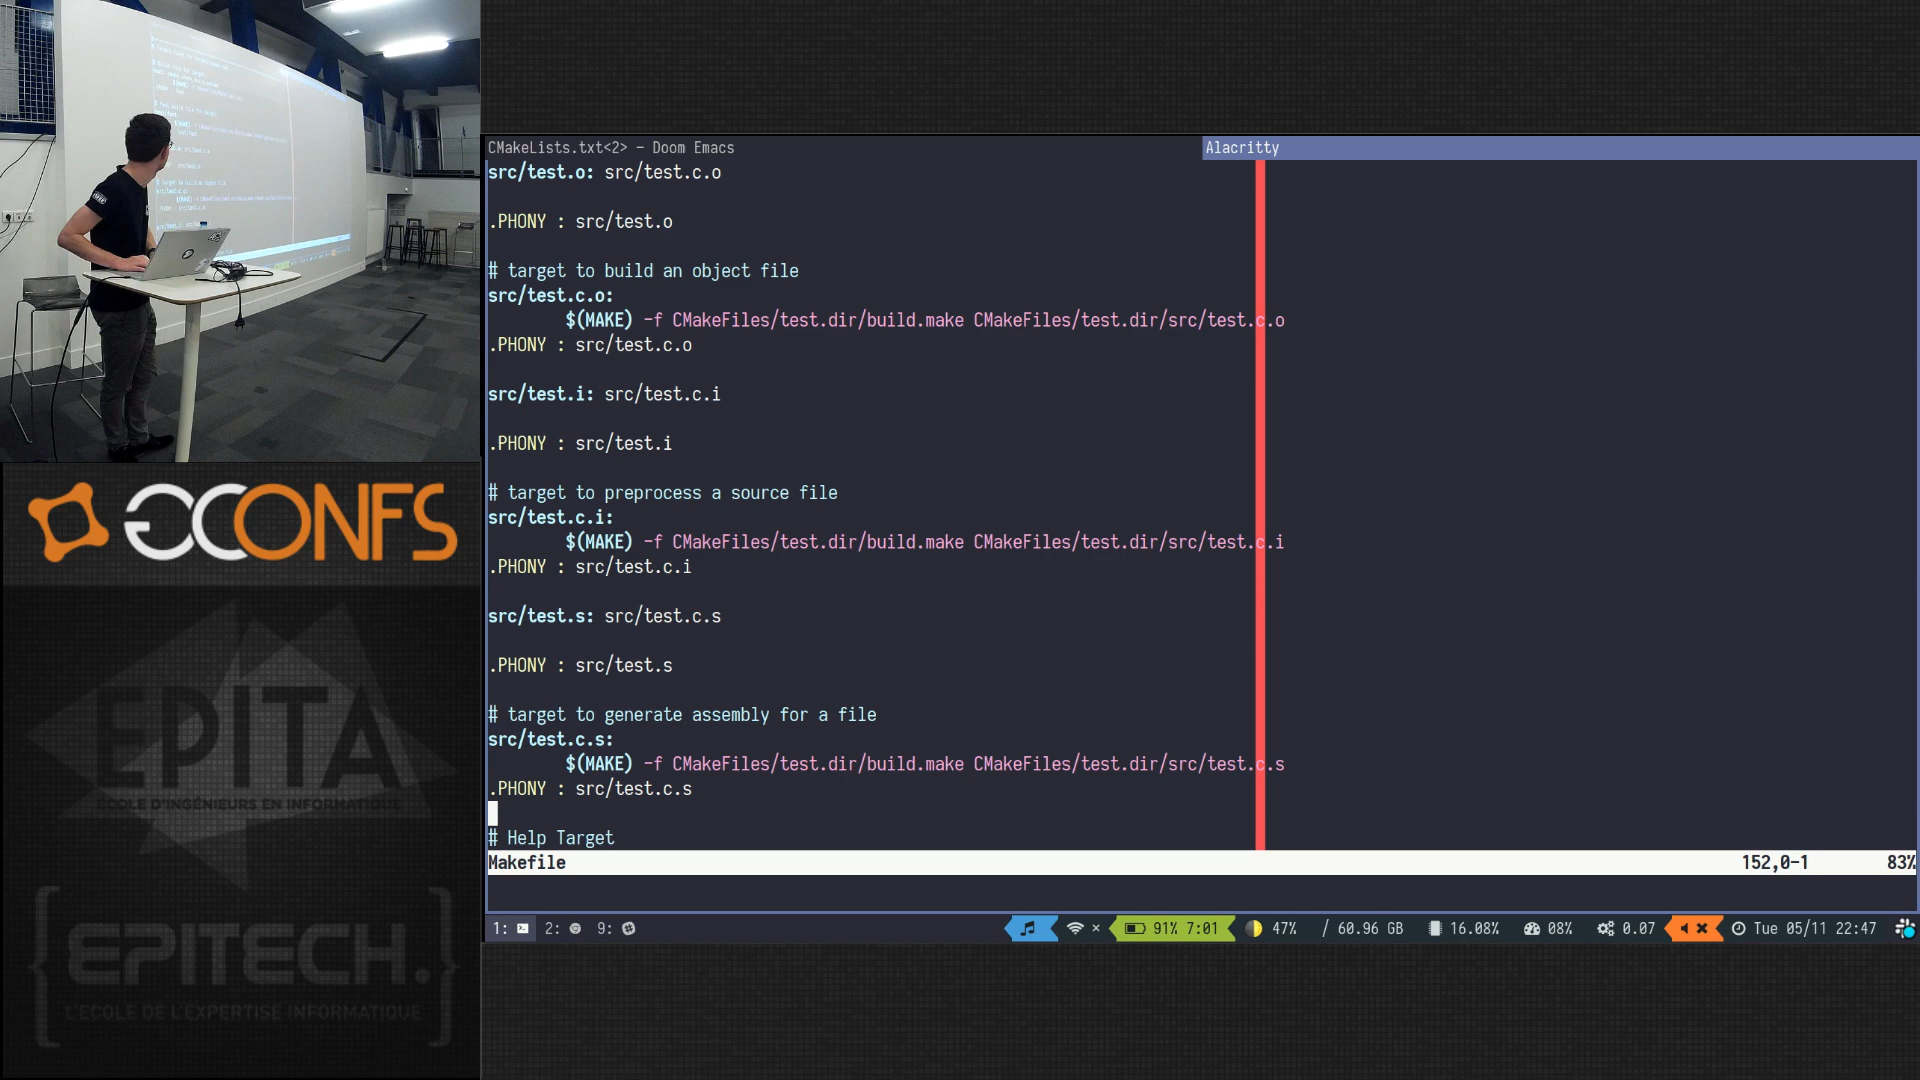 CMakeLists.txt<2> – Doom Emacs
Alacritty
src/test.o: src/test.c.o
.PHONY : src/test.o
# target to build an object file
src/test.c.o:
$(MAKE) -f CMakeFiles/test.dir/build.make CMakeFiles/test.dir/src/test.c.o
.PHONY : src/test.c.o
src/test.i: src/test.c.i
.PHONY : src/test.i
# target to preprocess a source file
src/test.c.i:
$(MAKE) -f CMakeFiles/test.dir/build.make CMakeFiles/test.dir/src/test.c.i
.PHONY : src/test.c.i
src/test.s: src/test.c.s
.PHONY : src/test.s
# target to generate assembly for a file
src/test.c.s:
$(MAKE) -f CMakeFiles/test.dir/build.make CMakeFiles/test.dir/src/test.c.s
.PHONY : src/test.c.s
# Help Target
Makefile 152,0-1 83%
1: 2: 9: × 91% 7:01 47% / 60.96 GB 16.08% 08% 0.07 Tue 05/11 22:47
GCONFS
EPITA
ÉCOLE D'INGÉNIEURS EN INFORMATIQUE
{EPITECH.}
L'ECOLE DE L'EXPERTISE INFORMATIQUE